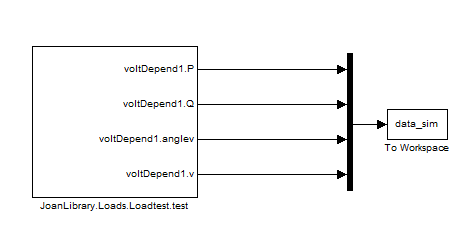 voltDepend1.P
voltDepend1.Q
voltDepend1.anglev
voltDepend1.v
JoanLibrary.Loads.Loadtest.test
data_sim
To Workspace